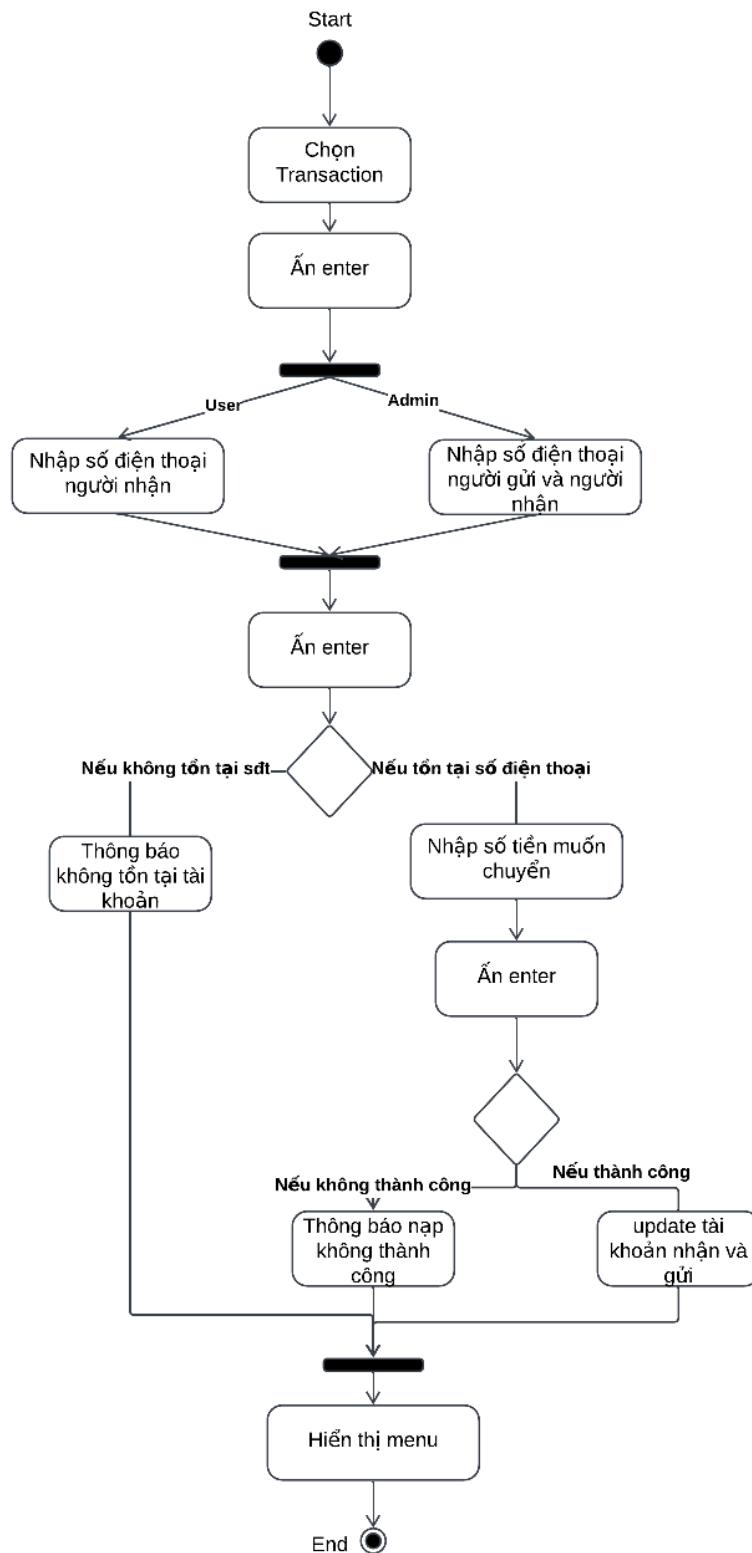 Start
Chọn
Transaction
Ấn enter
User
Admin
Nhập số điện thoại
người nhận
Nhập số điện thoại
người gửi và người
nhận
Ấn enter
Nếu không tồn tại sđt
Nếu tồn tại số điện thoại
Thông báo
không tồn tại tài
khoản
Nhập số tiền muốn
chuyển
Ấn enter
Nếu không thành công
Nếu thành công
Thông báo nạp
không thành
công
update tài
khoản nhận và
gửi
Hiển thị menu
End